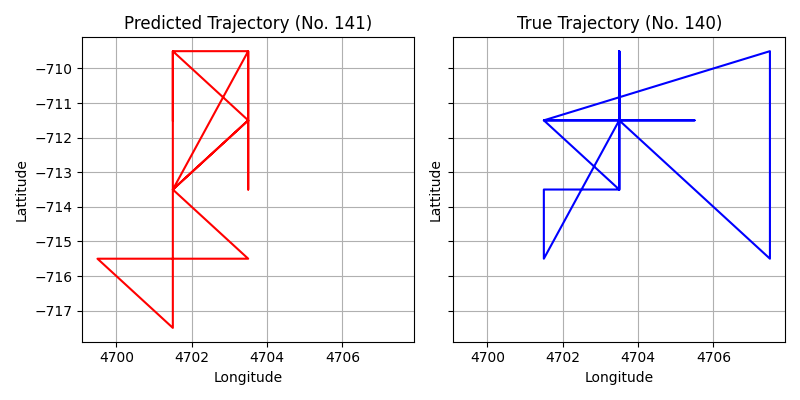 Predicted Trajectory (No. 141)
Lattitude
−710
−711
−712
−713
−714
−715
−716
−717
4700 4702 4704 4706
Longitude
True Trajectory (No. 140)
Lattitude
4700 4702 4704 4706
Longitude